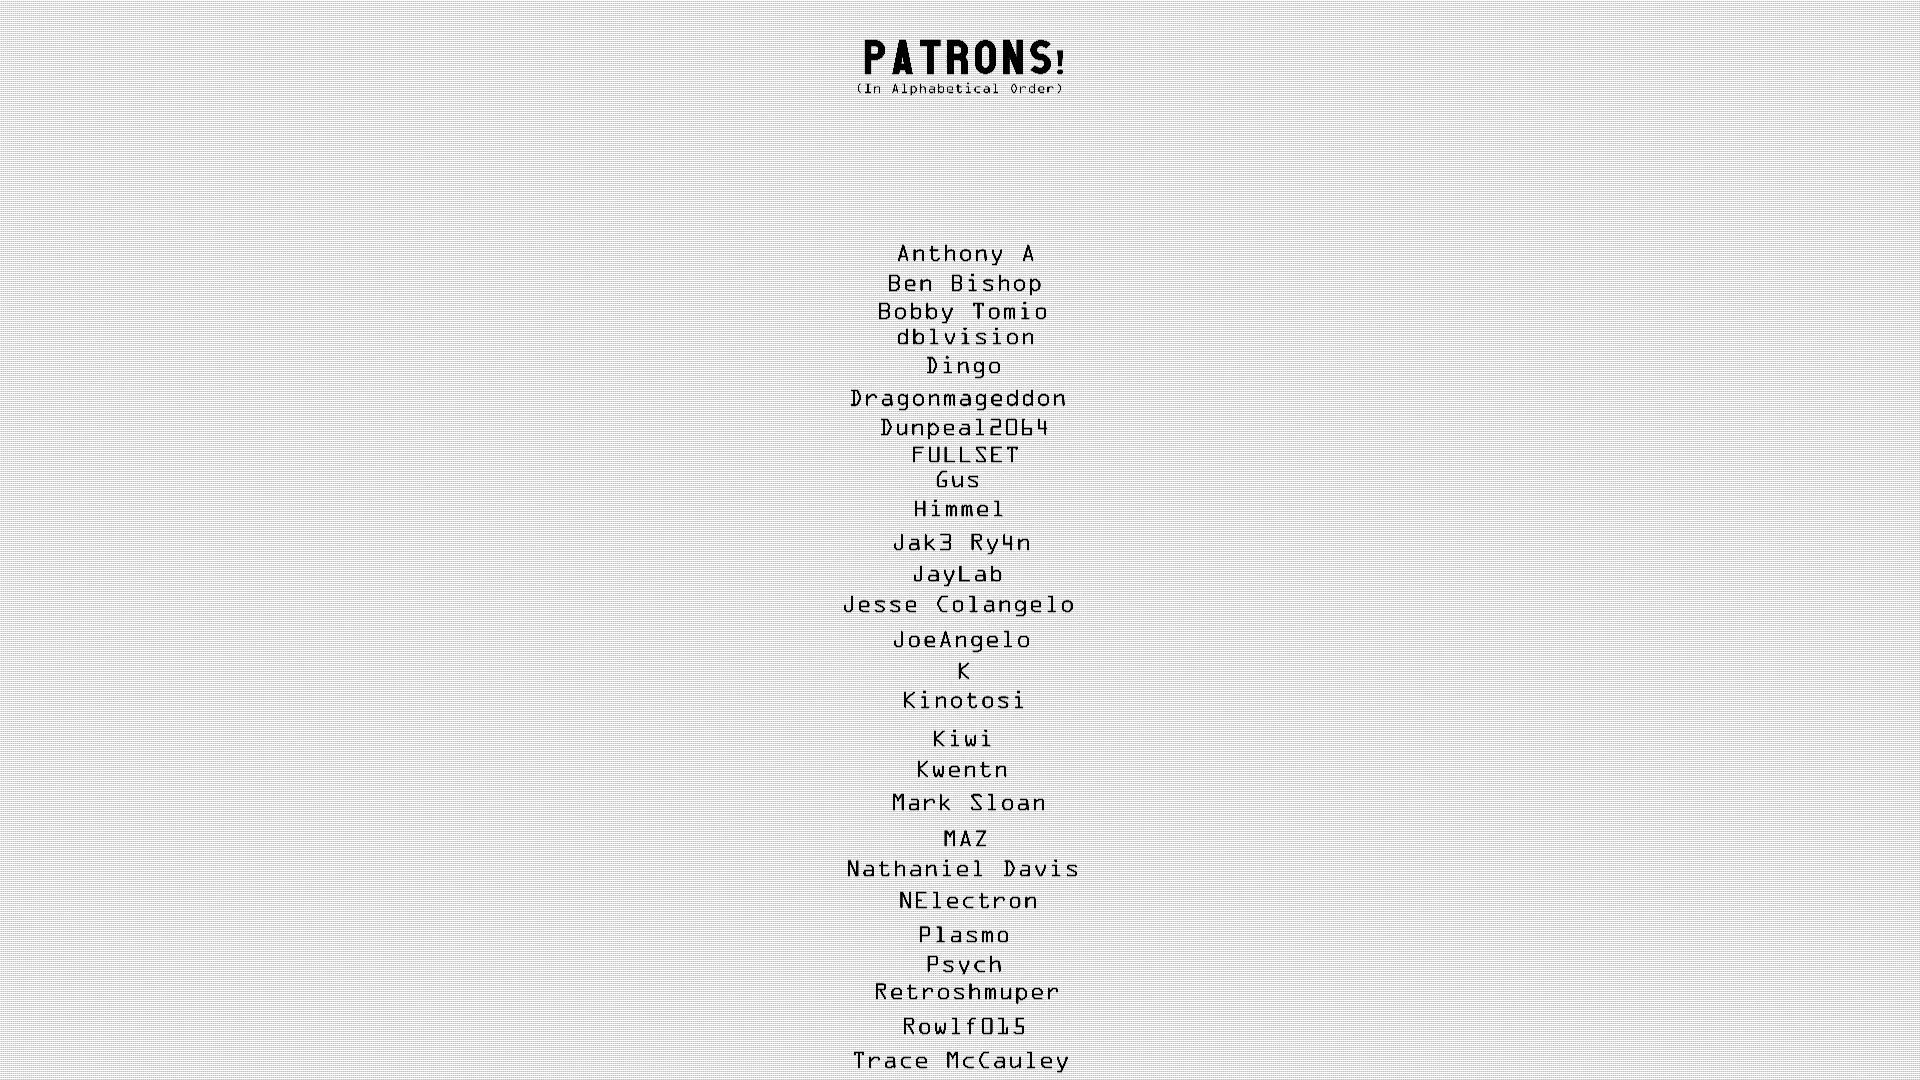 PATRONS!
(In Alphabetical Order)
Anthony A
Ben Bishop
Bobby Tomio
dblvision
Dingo
Dragonmageddon
Dunpeal2064
FULLSET
Gus
Himmel
Jak3 Ry4n
JayLab
Jesse Colangelo
JoeAngelo
K
Kinotosi
Kiwi
Kwentn
Mark Sloan
MAZ
Nathaniel Davis
NElectron
Plasmo
Psych
Retroshmuper
Rowlf015
Trace McCauley